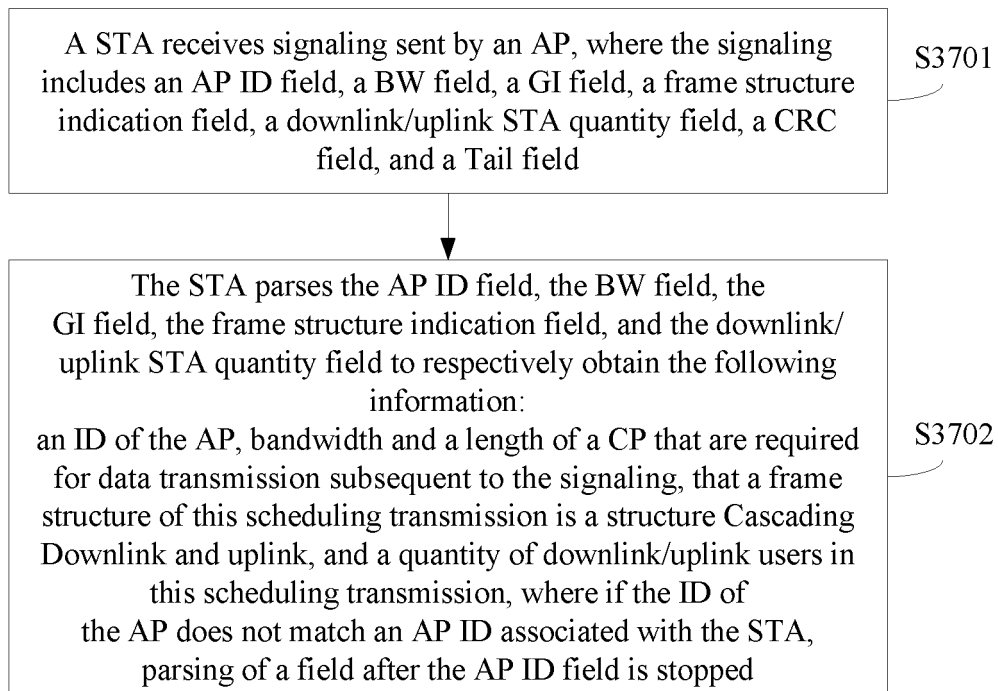 A STA receives signaling sent by an AP, where the signaling
includes an AP ID field, a BW field, a GI field, a frame structure
indication field, a downlink/uplink STA quantity field, a CRC
field, and a Tail field
S3701
The STA parses the AP ID field, the BW field, the
GI field, the frame structure indication field, and the downlink/
uplink STA quantity field to respectively obtain the following
information:
an ID of the AP, bandwidth and a length of a CP that are required
for data transmission subsequent to the signaling, that a frame
structure of this scheduling transmission is a structure Cascading
Downlink and uplink, and a quantity of downlink/uplink users in
this scheduling transmission, where if the ID of
the AP does not match an AP ID associated with the STA,
parsing of a field after the AP ID field is stopped
S3702